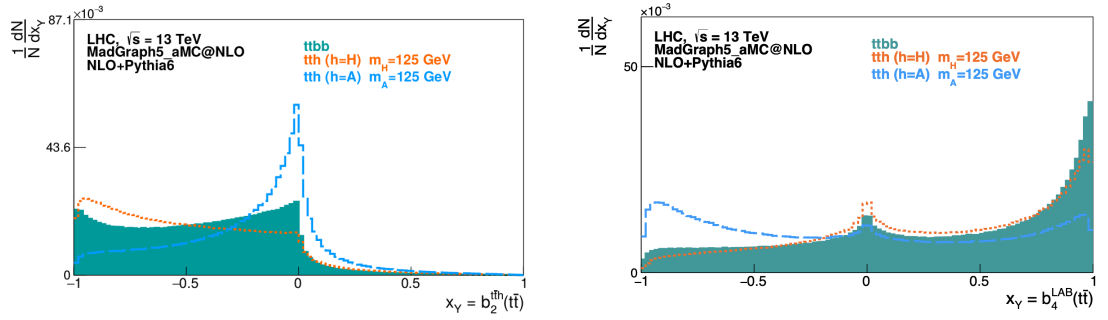 ×10⁻³
1/N dN/dx_Y
87.1
43.6
0
LHC, √s = 13 TeV
MadGraph5_aMC@NLO
NLO+Pythia6
ttbb
tth (h=H) m_H=125 GeV
tth (h=A) m_A=125 GeV
−1 −0.5 0 0.5 1
x_Y = b₂^{tt̄h}(tt̄)
×10⁻³
1/N dN/dx_Y
50
0
LHC, √s = 13 TeV
MadGraph5_aMC@NLO
NLO+Pythia6
ttbb
tth (h=H) m_H=125 GeV
tth (h=A) m_A=125 GeV
−1 −0.5 0 0.5 1
x_Y = b₄^{LAB}(tt̄)